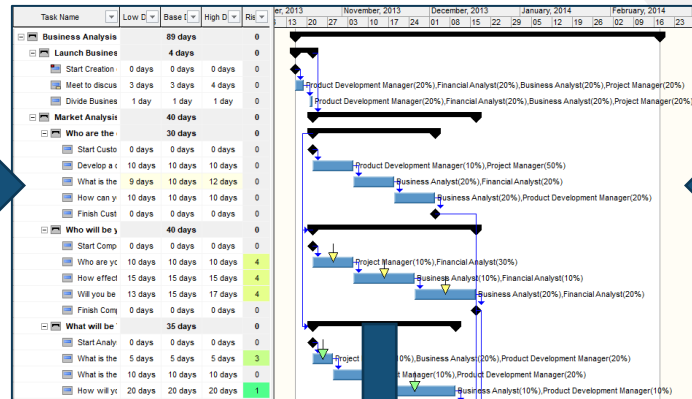 Task Name Low D Base D High D Ris
er, 2013 November, 2013 December, 2013 January, 2014 February, 2014
13 20 27 03 10 17 24 01 08 15 22 29 05 12 19 26 02 09 16 23
Business Analysis 89 days 0
Launch Busines 4 days 0
Start Creation 0 days 0 days 0 days 0
Meet to discus 3 days 3 days 4 days 0 Product Development Manager(20%),Financial Analyst(20%),Business Analyst(20%),Project Manager(20%)
Divide Busines 1 day 1 day 1 day 0 Product Development Manager(20%),Financial Analyst(20%),Business Analyst(20%),Project Manager(20%)
Market Analysis 40 days 0
Who are the 30 days 0
Start Custo 0 days 0 days 0 days 0
Develop a c 10 days 10 days 10 days 0 Product Development Manager(10%),Project Manager(50%)
What is the 9 days 10 days 12 days 0 Business Analyst(20%),Financial Analyst(20%)
How can y 10 days 10 days 10 days 0 Business Analyst(20%),Product Development Manager(20%)
Finish Cust 0 days 0 days 0 days 0
Who will be y 40 days 0
Start Comp 0 days 0 days 0 days 0
Who are yo 10 days 10 days 10 days 4 Project Manager(10%),Financial Analyst(30%)
How effect 15 days 15 days 15 days 4 Business Analyst(10%),Financial Analyst(10%)
Will you be 13 days 15 days 17 days 4 Business Analyst(20%),Financial Analyst(20%)
Finish Com 0 days 0 days 0 days 0
What will be 35 days 0
Start Analy 0 days 0 days 0 days 0
What is the 5 days 5 days 5 days 3 Project 0%),Business Analyst(20%),Product Development Manager(20%)
What is the 10 days 10 days 10 days 0 t Manager(10%),Product Development Manager(20%)
How will yo 20 days 20 days 20 days 1 Business Analyst(10%),Product Development Manager(10%)